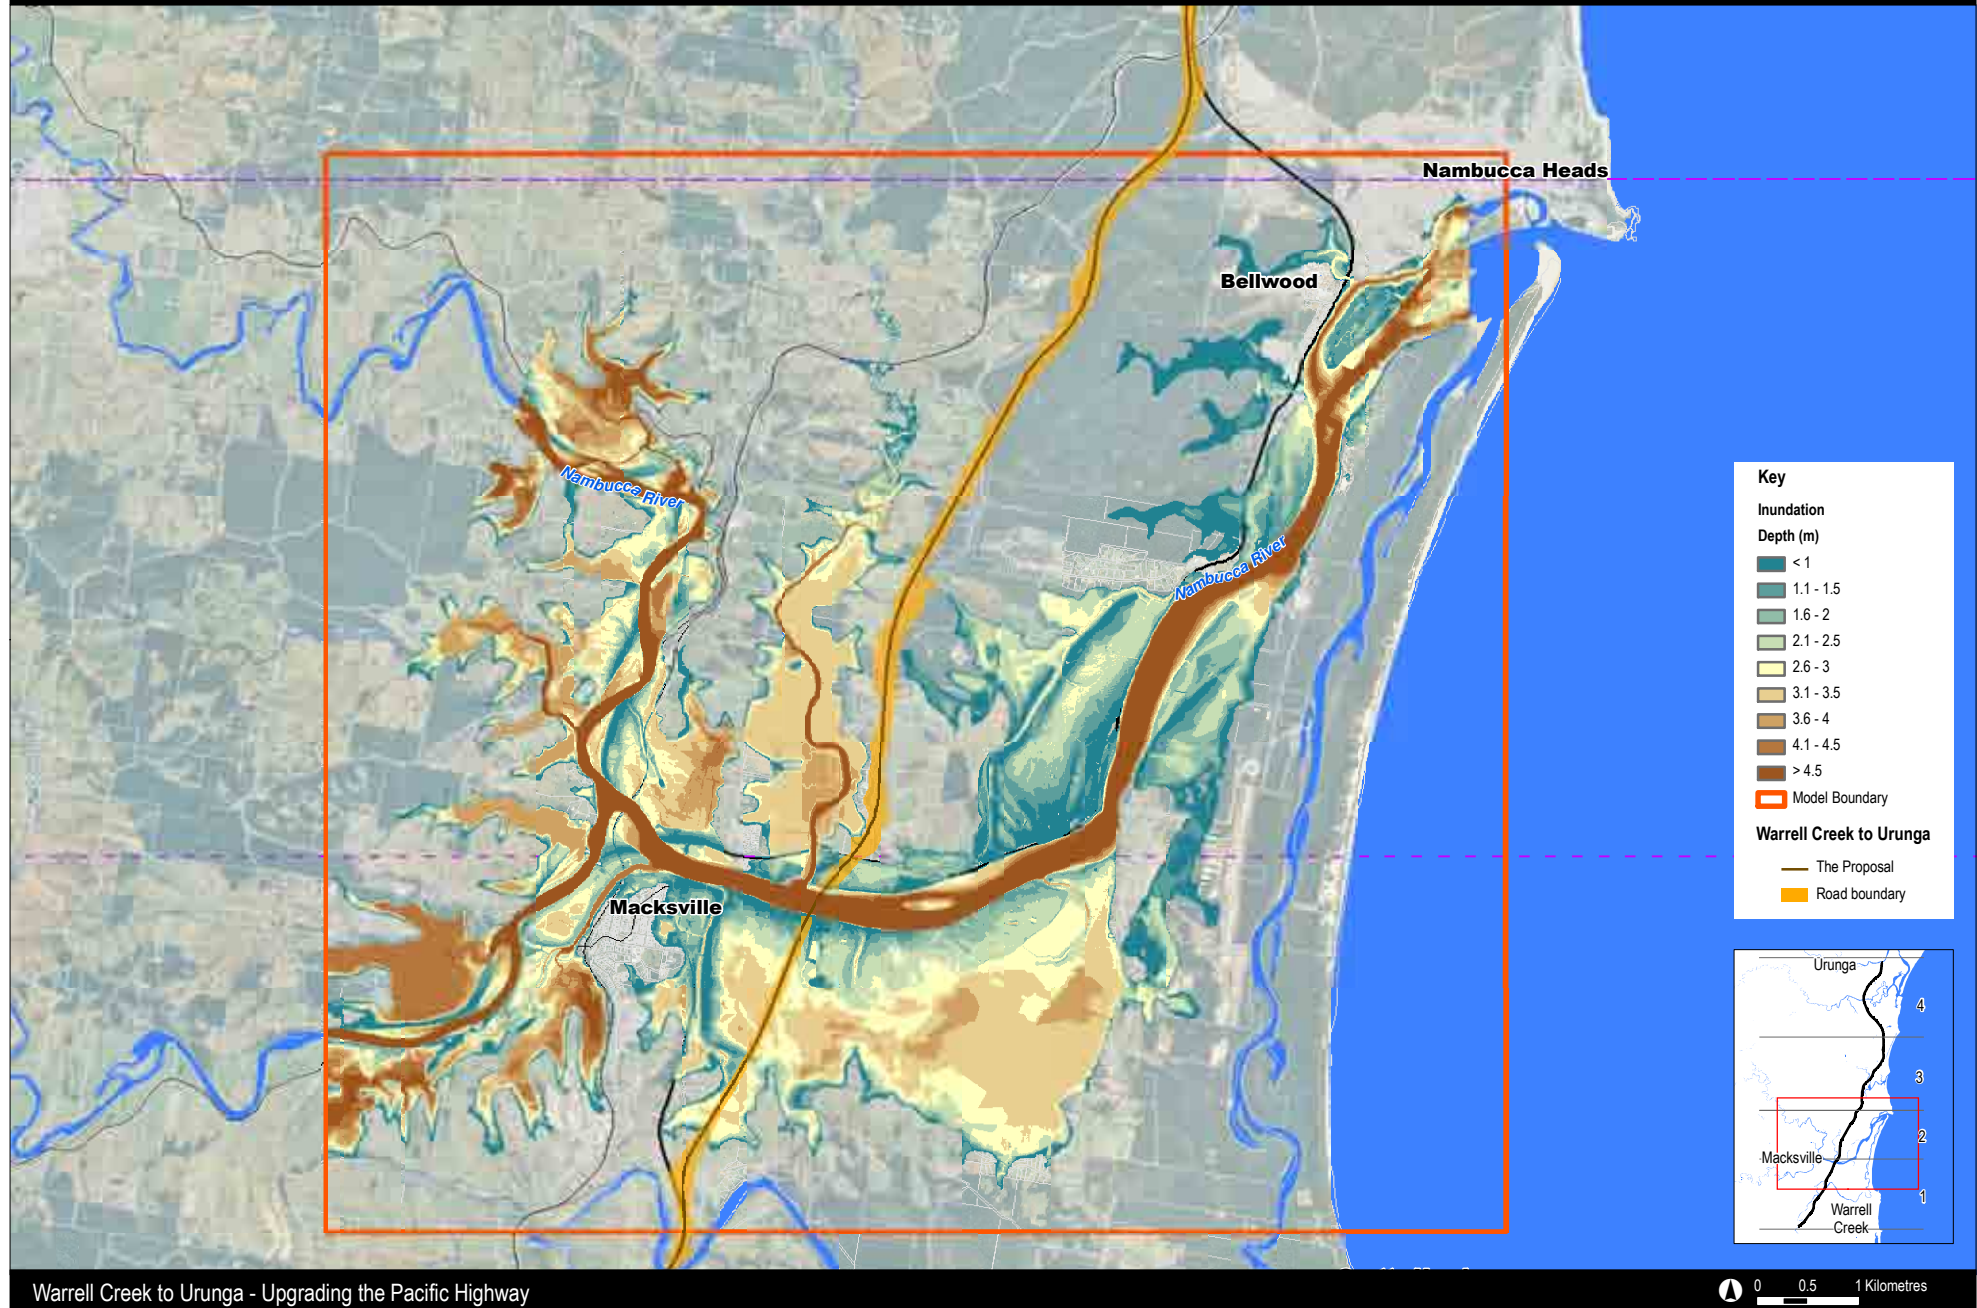 Nambucca Heads
Bellwood
Nambucca River
Nambucca River
Macksville
Key
Inundation
Depth (m)
< 1
1.1 - 1.5
1.6 - 2
2.1 - 2.5
2.6 - 3
3.1 - 3.5
3.6 - 4
4.1 - 4.5
> 4.5
Model Boundary
Warrell Creek to Urunga
The Proposal
Road boundary
Urunga
4
3
2
Macksville
1
Warrell
Creek
Warrell Creek to Urunga - Upgrading the Pacific Highway
0 0.5 1 Kilometres